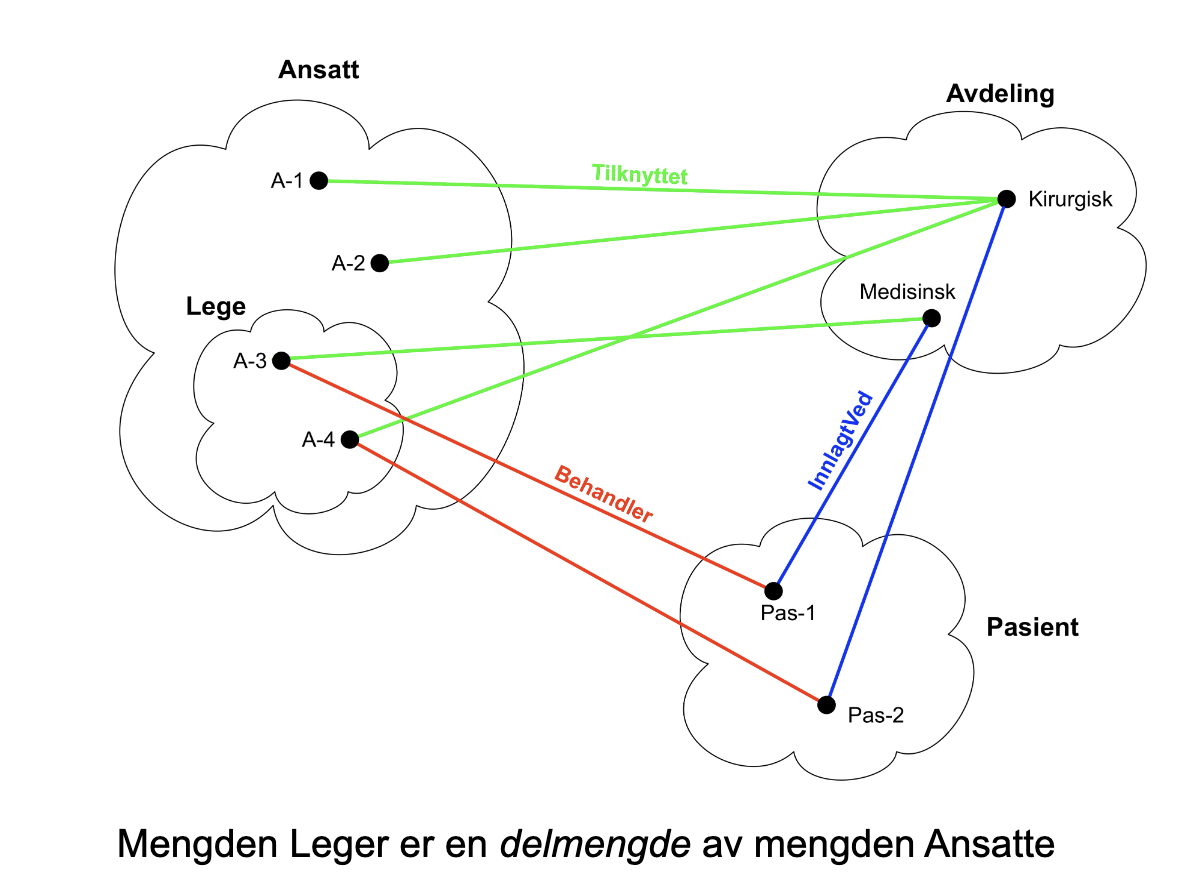 Ansatt
Avdeling
A-1
Tilknyttet
Kirurgisk
A-2
Medisinsk
Lege
A-3
A-4
InnlagtVed
Behandler
Pas-1
Pasient
Pas-2
Mengden Leger er en delmengde av mengden Ansatte